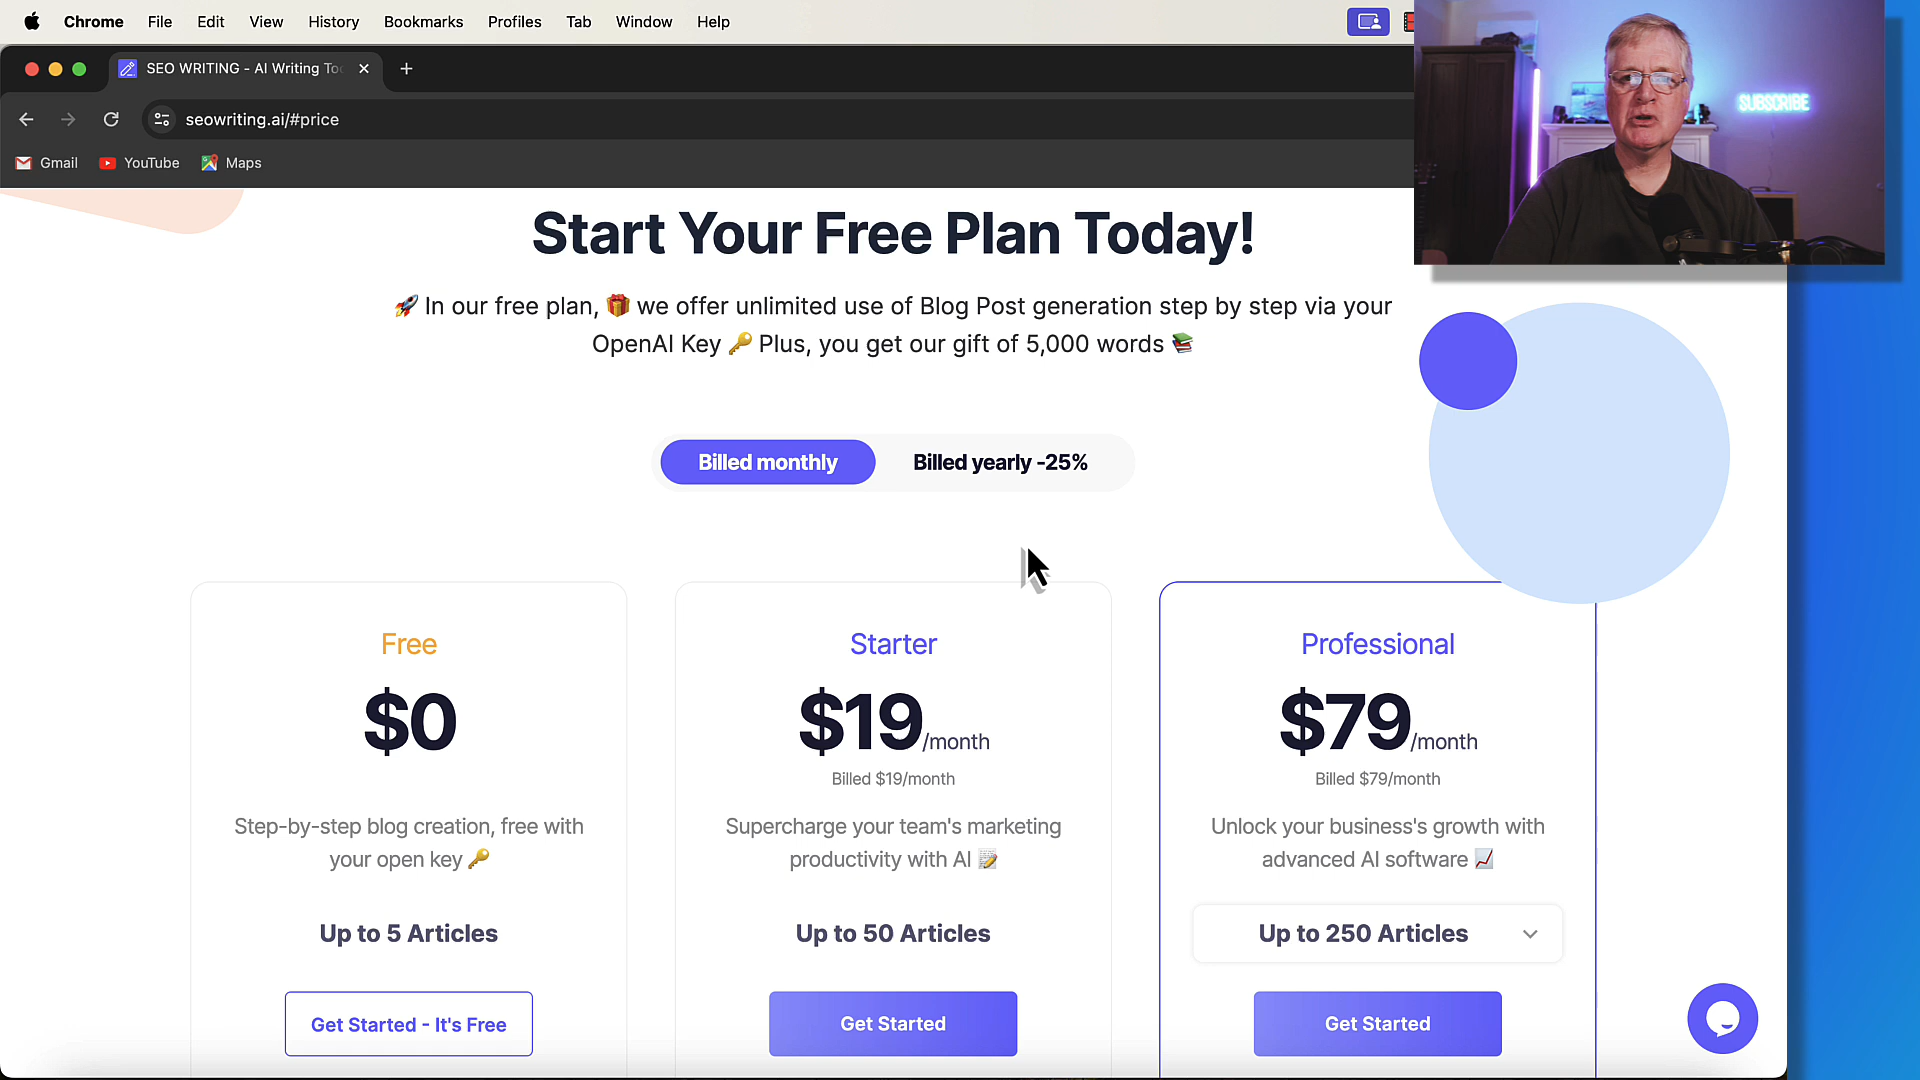 Chrome File Edit View History Bookmarks Profiles Tab Window Help
SEO WRITING - AI Writing To
seowriting.ai/#price
Gmail YouTube Maps
SUBSCRIBE
Start Your Free Plan Today!
🚀 In our free plan, 🎁 we offer unlimited use of Blog Post generation step by step via your
OpenAI Key 🔑 Plus, you get our gift of 5,000 words 📚
Billed monthly Billed yearly -25%
Free
$0
Step-by-step blog creation, free with
your open key 🔑
Up to 5 Articles
Get Started - It's Free
Starter
$19/month
Billed $19/month
Supercharge your team's marketing
productivity with AI 📝
Up to 50 Articles
Get Started
Professional
$79/month
Billed $79/month
Unlock your business's growth with
advanced AI software 📈
Up to 250 Articles
Get Started